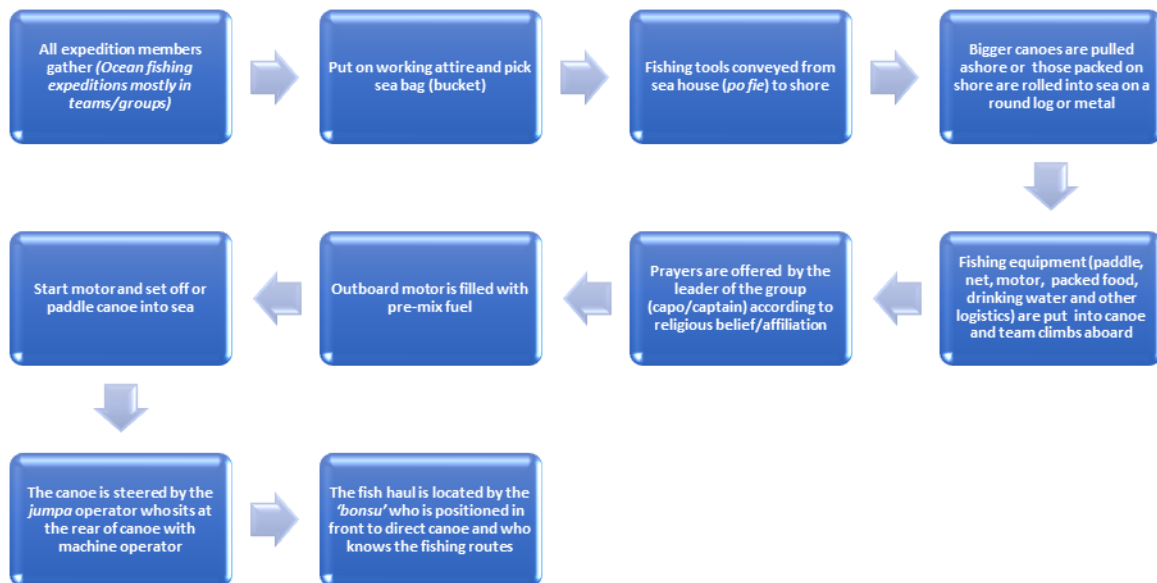 All expedition members
gather (Ocean fishing
expeditions mostly in
teams/groups)
Put on working attire and pick
sea bag (bucket)
Fishing tools conveyed from
sea house (po fie) to shore
Bigger canoes are pulled
ashore or those packed on
shore are rolled into sea on a
round log or metal
Fishing equipment (paddle,
net, motor, packed food,
drinking water and other
logistics) are put into canoe
and team climbs aboard
Prayers are offered by the
leader of the group
(capo/captain) according to
religious belief/affiliation
Outboard motor is filled with
pre-mix fuel
Start motor and set off or
paddle canoe into sea
The canoe is steered by the
jumpa operator who sits at
the rear of canoe with
machine operator
The fish haul is located by the
'bonsu' who is positioned in
front to direct canoe and who
knows the fishing routes